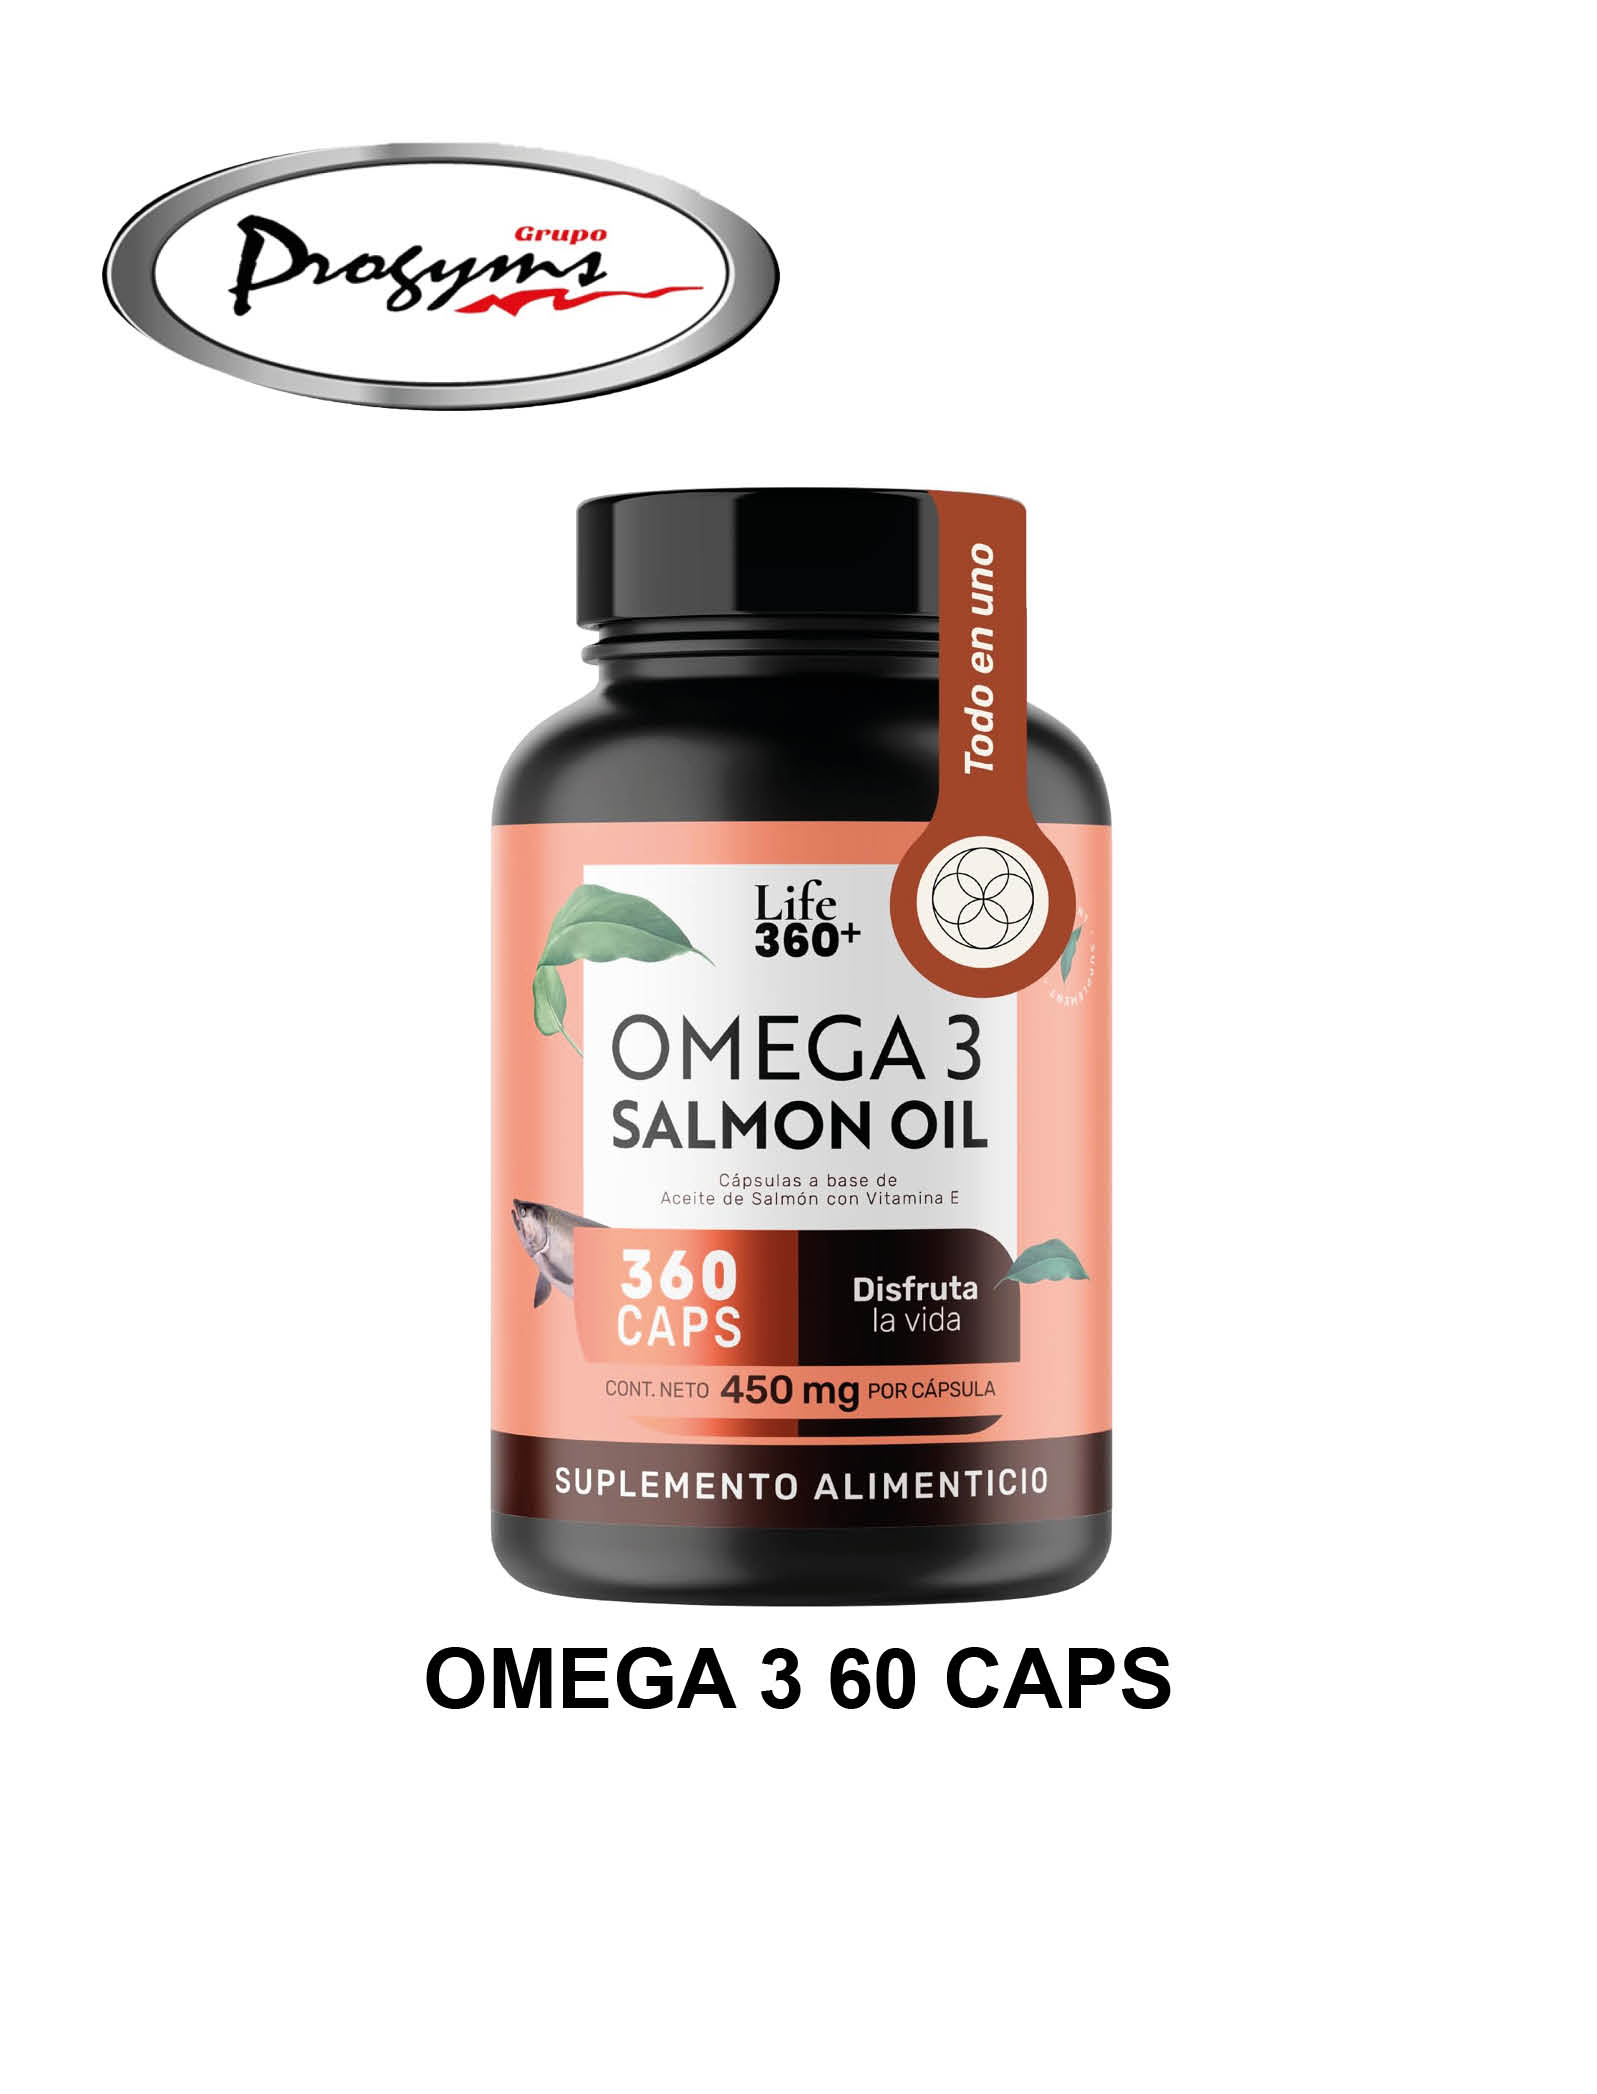 Grupo
Progyms
Todo en uno
Life
360+
OMEGA 3
SALMON OIL
Cápsulas a base de
Aceite de Salmón con Vitamina E
360
CAPS
Disfruta
la vida
CONT. NETO 450 mg POR CÁPSULA
SUPLEMENTO ALIMENTICIO
OMEGA 3 60 CAPS